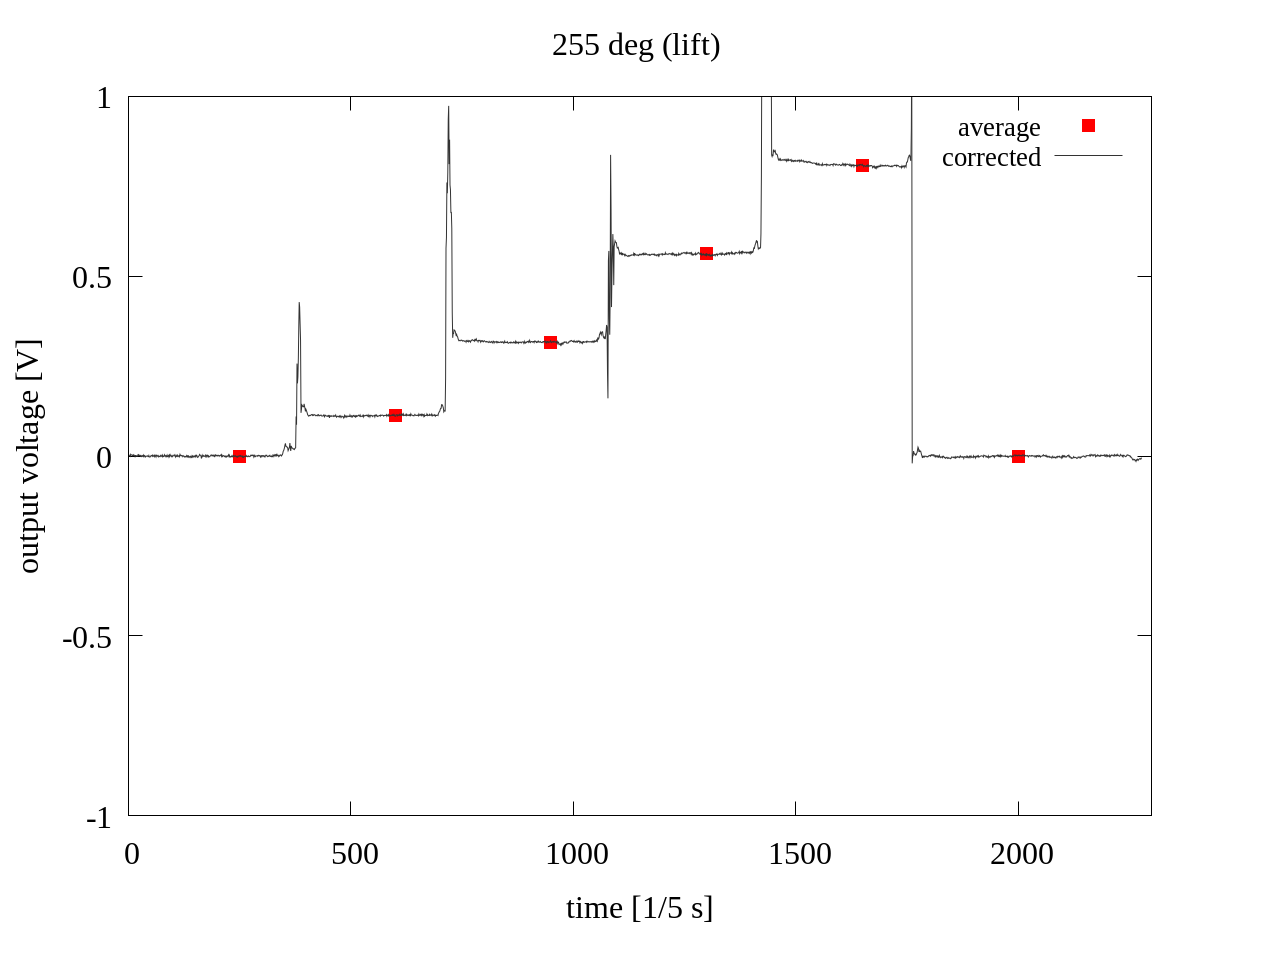 255 deg (lift)
average
corrected
1
0.5
0
-0.5
-1
output voltage [V]
0 500 1000 1500 2000
time [1/5 s]